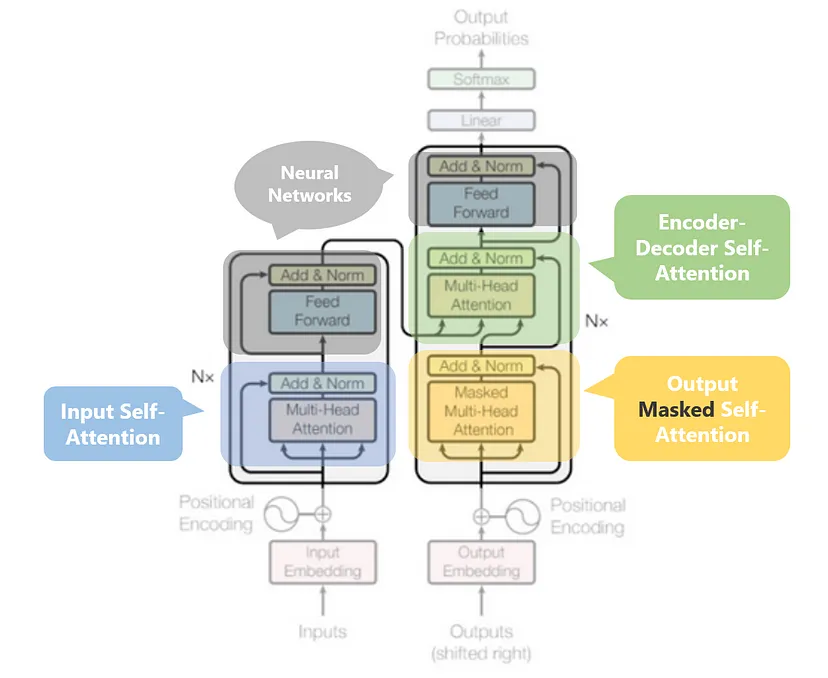 Output
Probabilities
Softmax
Linear
Add & Norm
Feed
Forward
Neural
Networks
Encoder-
Decoder Self-
Attention
Add & Norm
Multi-Head
Attention
Add & Norm
Feed
Forward
Nx
Nx
Add & Norm
Masked
Multi-Head
Attention
Output
Masked Self-
Attention
Add & Norm
Multi-Head
Attention
Input Self-
Attention
Positional
Encoding
Positional
Encoding
Input
Embedding
Output
Embedding
Inputs
Outputs
(shifted right)